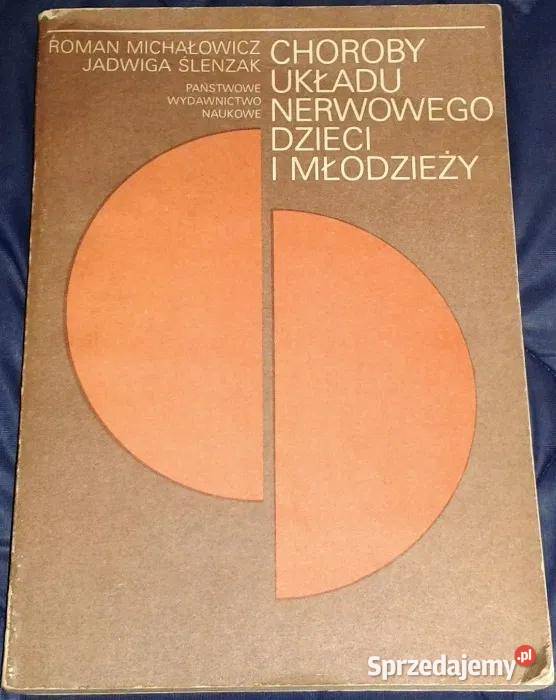 ROMAN MICHAŁOWICZ
JADWIGA ŚLENZAK
PAŃSTWOWE
WYDAWNICTWO
NAUKOWE
CHOROBY
UKŁADU
NERWOWEGO
DZIECI
I MŁODZIEŻY
Sprzedajemy.pl